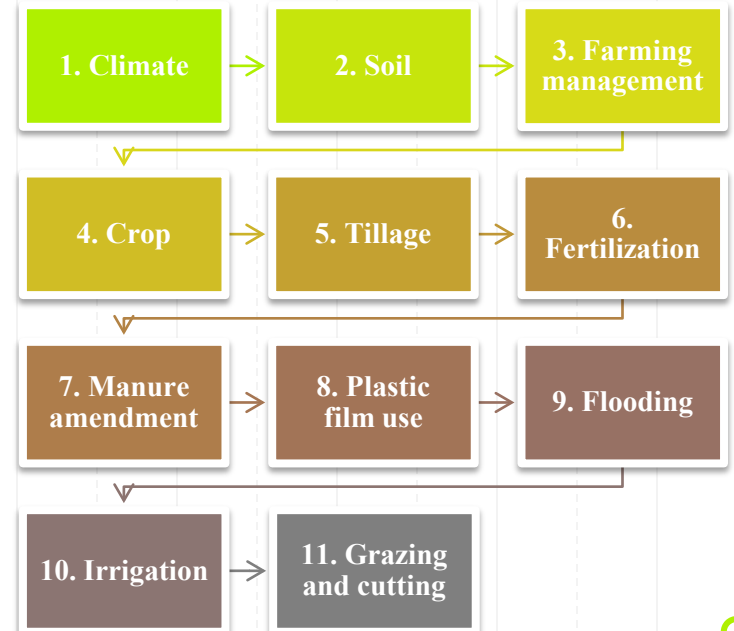 1. Climate
2. Soil
3. Farming
management
4. Crop
5. Tillage
6.
Fertilization
7. Manure
amendment
8. Plastic
film use
9. Flooding
10. Irrigation
11. Grazing
and cutting